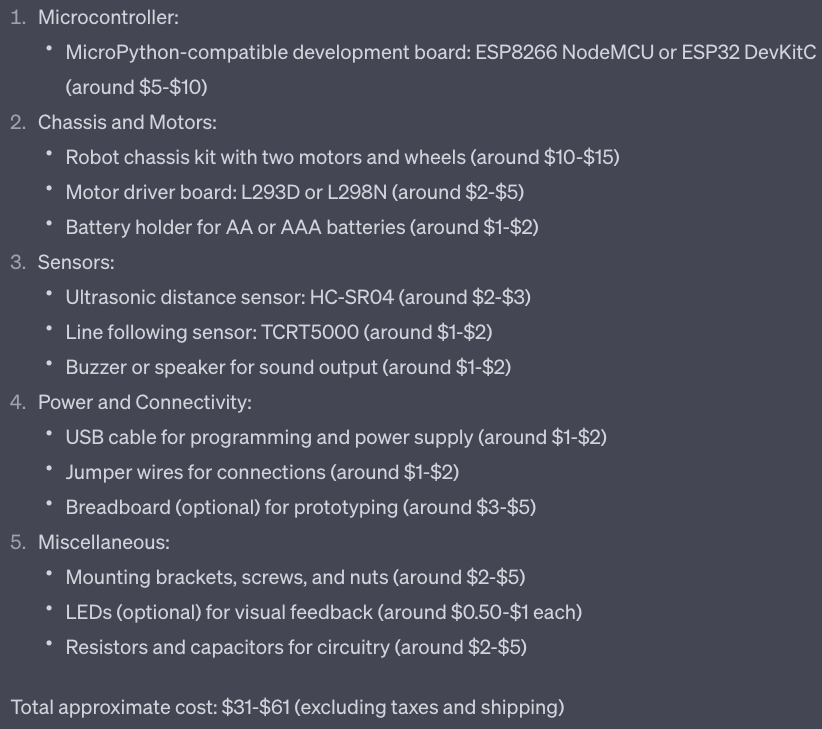 1. Microcontroller:
• MicroPython-compatible development board: ESP8266 NodeMCU or ESP32 DevKitC
(around $5-$10)
2. Chassis and Motors:
• Robot chassis kit with two motors and wheels (around $10-$15)
• Motor driver board: L293D or L298N (around $2-$5)
• Battery holder for AA or AAA batteries (around $1-$2)
3. Sensors:
• Ultrasonic distance sensor: HC-SR04 (around $2-$3)
• Line following sensor: TCRT5000 (around $1-$2)
• Buzzer or speaker for sound output (around $1-$2)
4. Power and Connectivity:
• USB cable for programming and power supply (around $1-$2)
• Jumper wires for connections (around $1-$2)
• Breadboard (optional) for prototyping (around $3-$5)
5. Miscellaneous:
• Mounting brackets, screws, and nuts (around $2-$5)
• LEDs (optional) for visual feedback (around $0.50-$1 each)
• Resistors and capacitors for circuitry (around $2-$5)
Total approximate cost: $31-$61 (excluding taxes and shipping)